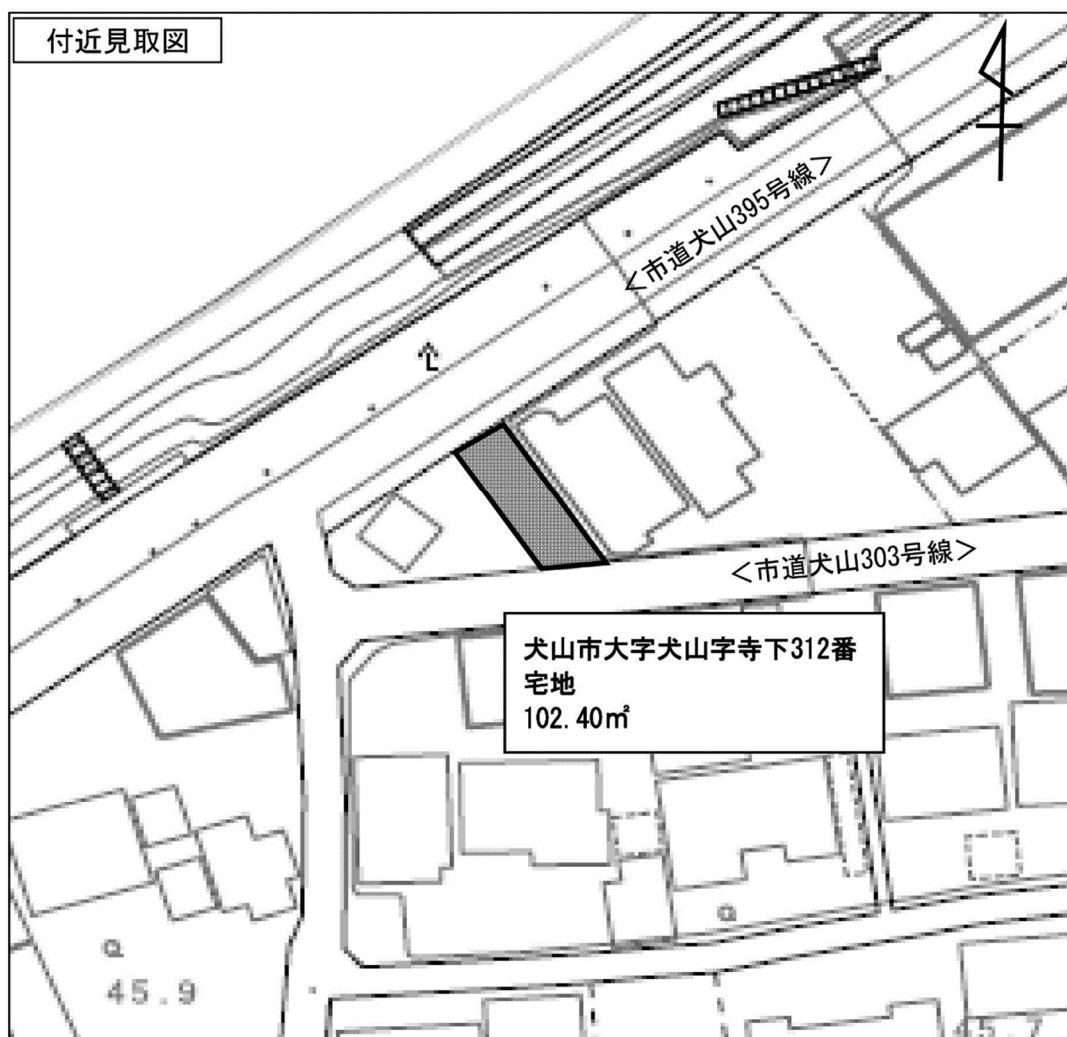 付近見取図
＜市道犬山395号線＞
＜市道犬山303号線＞
犬山市大字犬山字寺下312番
宅地
102.40㎡
Q
Q
45.9
45.7